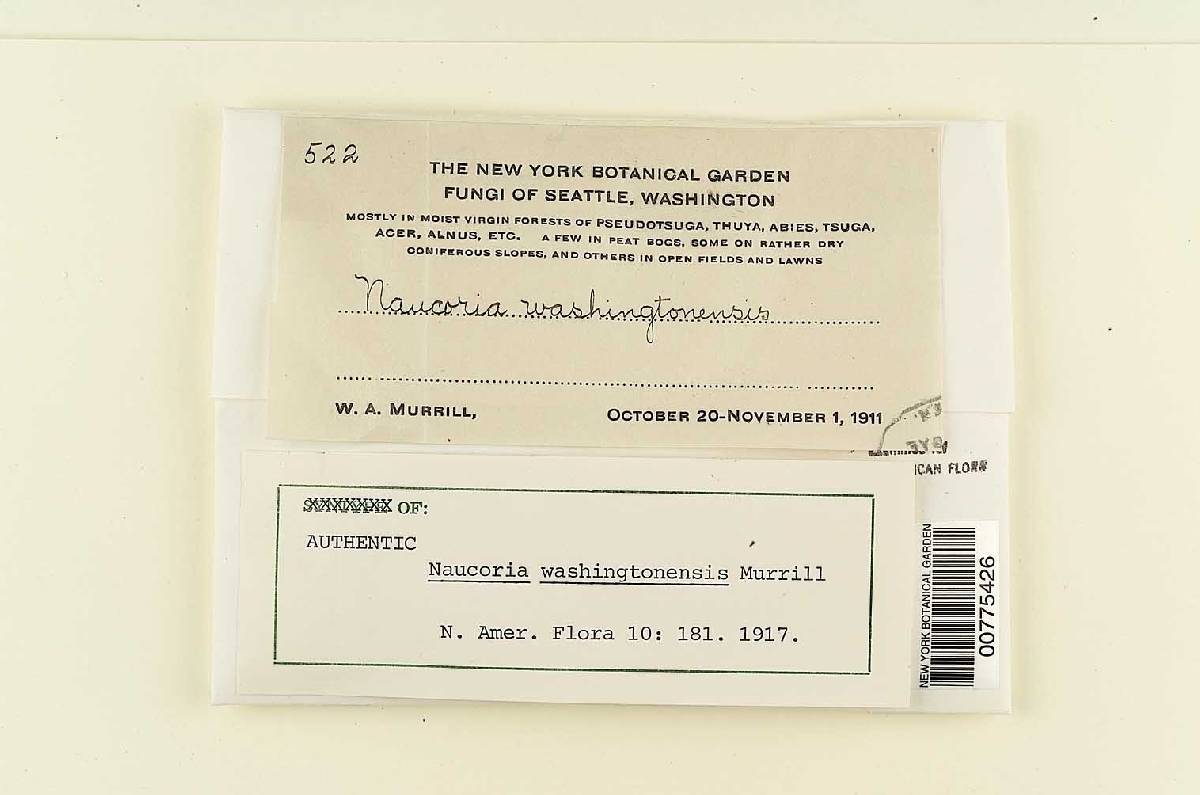 522
THE NEW YORK BOTANICAL GARDEN
FUNGI OF SEATTLE, WASHINGTON
MOSTLY IN MOIST VIRGIN FORESTS OF PSEUDOTSUGA, THUYA, ABIES, TSUGA,
ACER, ALNUS, ETC. A FEW IN PEAT BOGS, SOME ON RATHER DRY
CONIFEROUS SLOPES, AND OTHERS IN OPEN FIELDS AND LAWNS
Naucoria washingtonensis
W. A. MURRILL, OCTOBER 20-NOVEMBER 1, 1911
ICAN FLORA
OF:
AUTHENTIC
Naucoria washingtonensis Murrill
N. Amer. Flora 10: 181. 1917.
NEW YORK BOTANICAL GARDEN
00775426